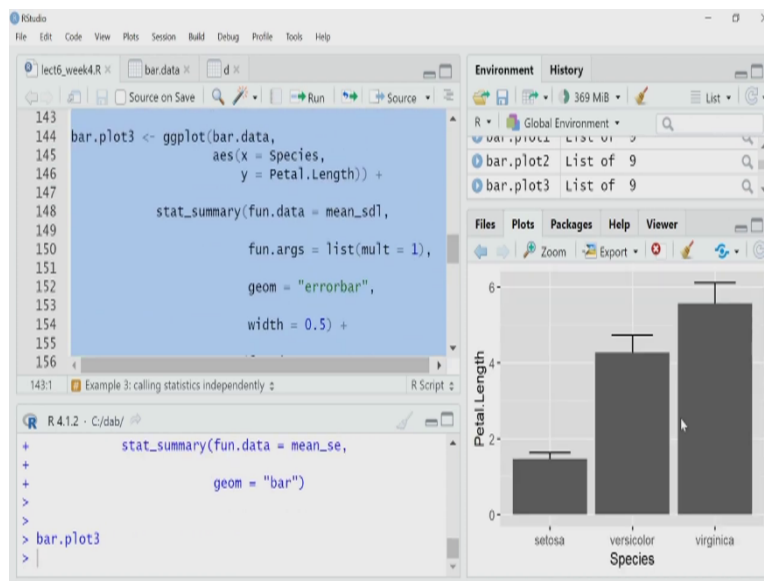 RStudio
File Edit Code View Plots Session Build Debug Profile Tools Help
lect6_week4.R bar.data d
Source on Save Run Source
143
144 bar.plot3 <- ggplot(bar.data,
145 aes(x = Species,
146 y = Petal.Length)) +
147
148 stat_summary(fun.data = mean_sdl,
149
150 fun.args = list(mult = 1),
151
152 geom = "errorbar",
153
154 width = 0.5) +
155
156
143:1 Example 3: calling statistics independently R Script
R 4.1.2 · C:/dab/
+ stat_summary(fun.data = mean_se,
+
+ geom = "bar")
>
>
> bar.plot3
>
Environment History
369 MiB List
R Global Environment
bar.plot1 List of 9
bar.plot2 List of 9
bar.plot3 List of 9
Files Plots Packages Help Viewer
Zoom Export
Petal.Length
6
4
2
0
setosa versicolor virginica
Species